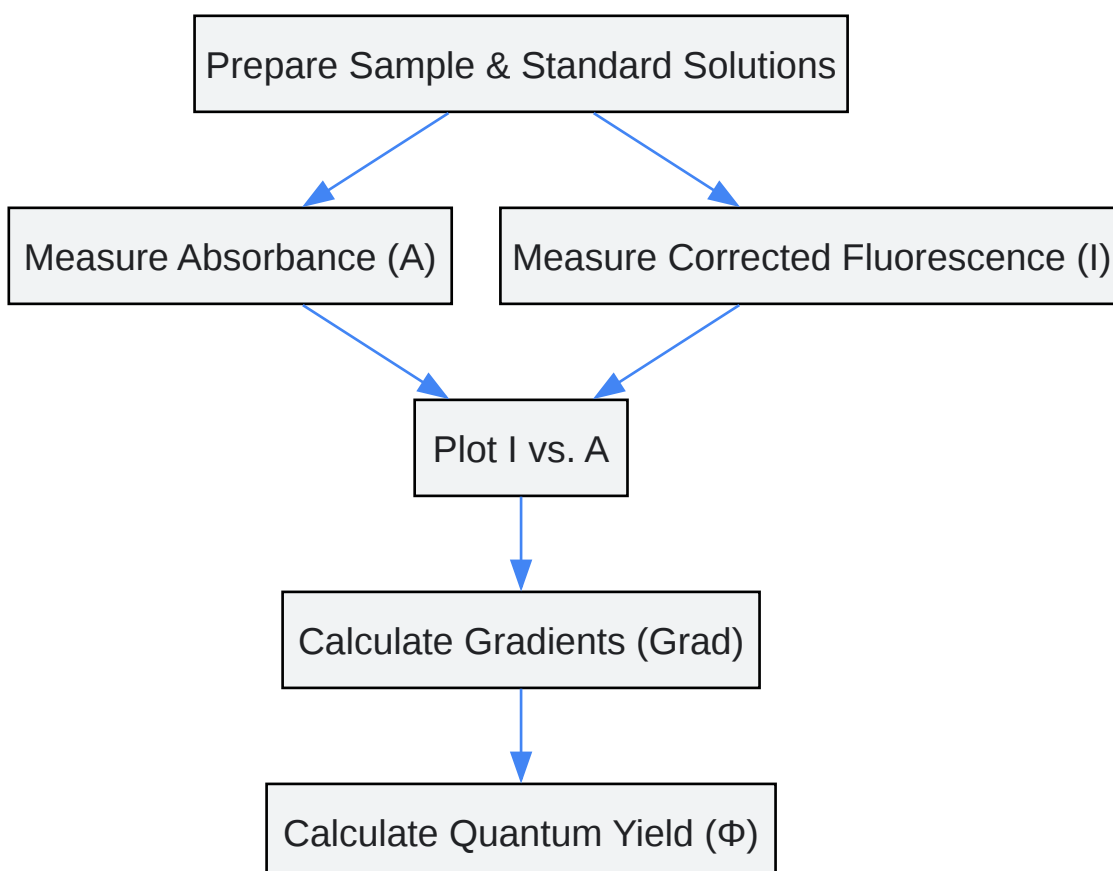 Prepare Sample & Standard Solutions
Measure Absorbance (A)
Measure Corrected Fluorescence (I)
Plot I vs. A
Calculate Gradients (Grad)
Calculate Quantum Yield (Φ)